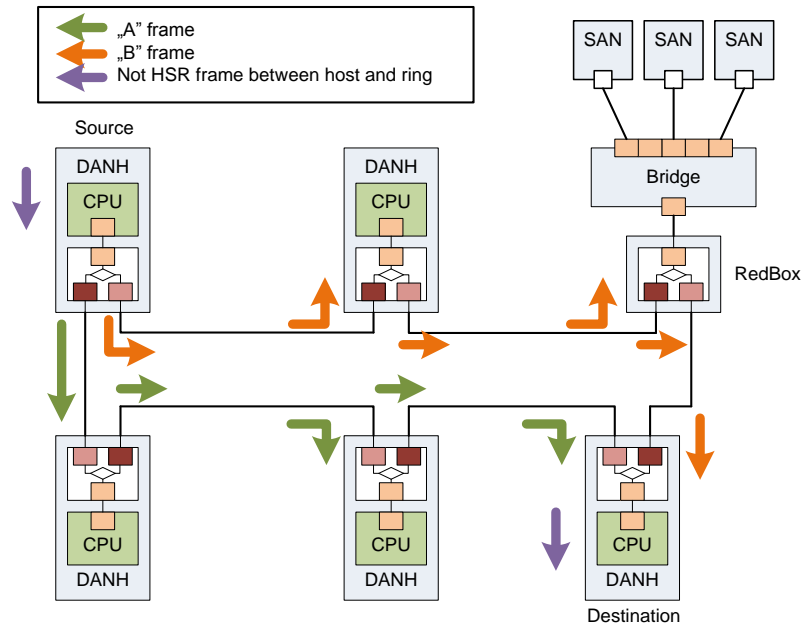 „A” frame
„B” frame
Not HSR frame between host and ring
SAN
SAN
SAN
Source
DANH
CPU
DANH
CPU
Bridge
RedBox
CPU
DANH
CPU
DANH
CPU
DANH
Destination